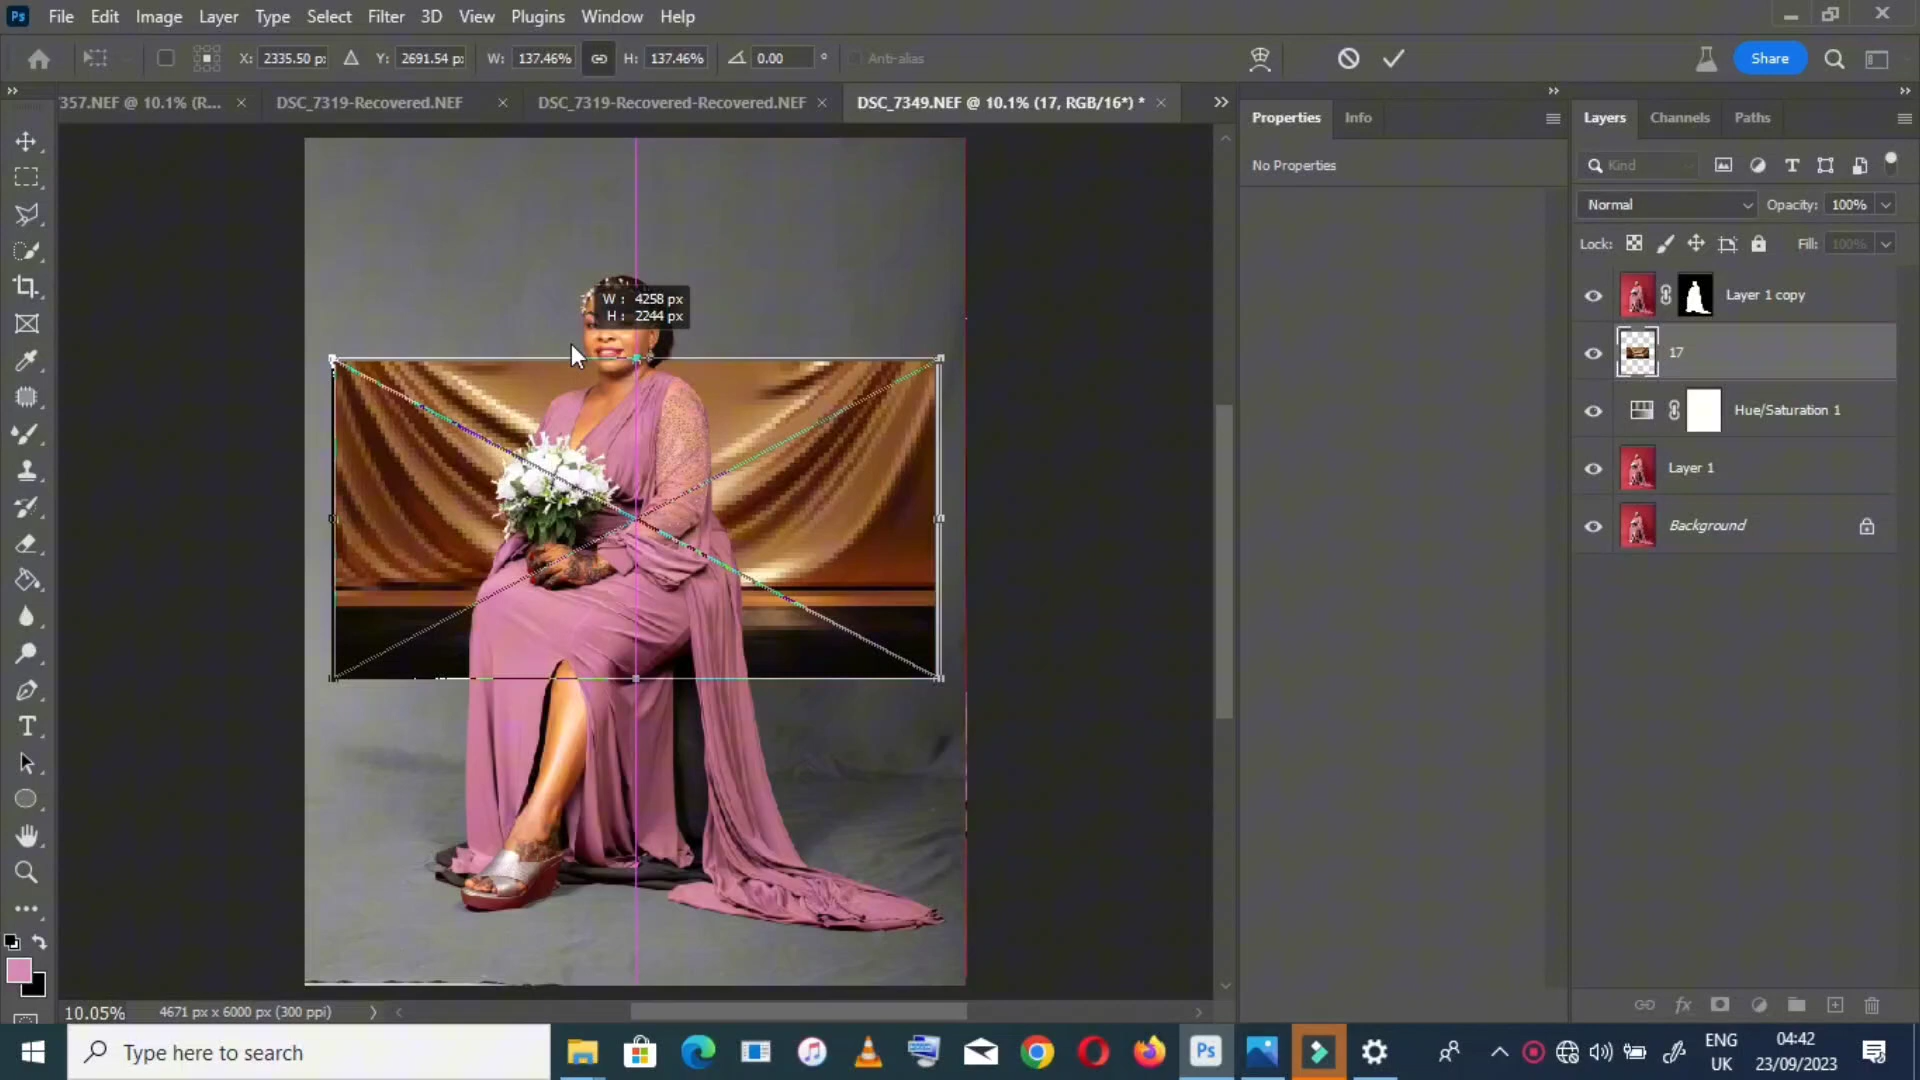 Ps File Edit Image Layer Type Select Filter 3D View Plugins Window Help
X: 2335.50 p: Y: 2691.54 p: W: 137.46% H: 137.46% 0.00 ° Anti-alias Share
357.NEF @ 10.1% (R... DSC_7319-Recovered.NEF DSC_7319-Recovered-Recovered.NEF DSC_7349.NEF @ 10.1% (17, RGB/16*) *
Properties Info
No Properties
Layers Channels Paths
Kind
Normal Opacity: 100%
Lock: Fill: 100%
Layer 1 copy
17
Hue/Saturation 1
Layer 1
Background
W : 4258 px
H : 2244 px
10.05% 4671 px x 6000 px (300 ppi)
Type here to search
Ps
ENG
UK
04:42
23/09/2023